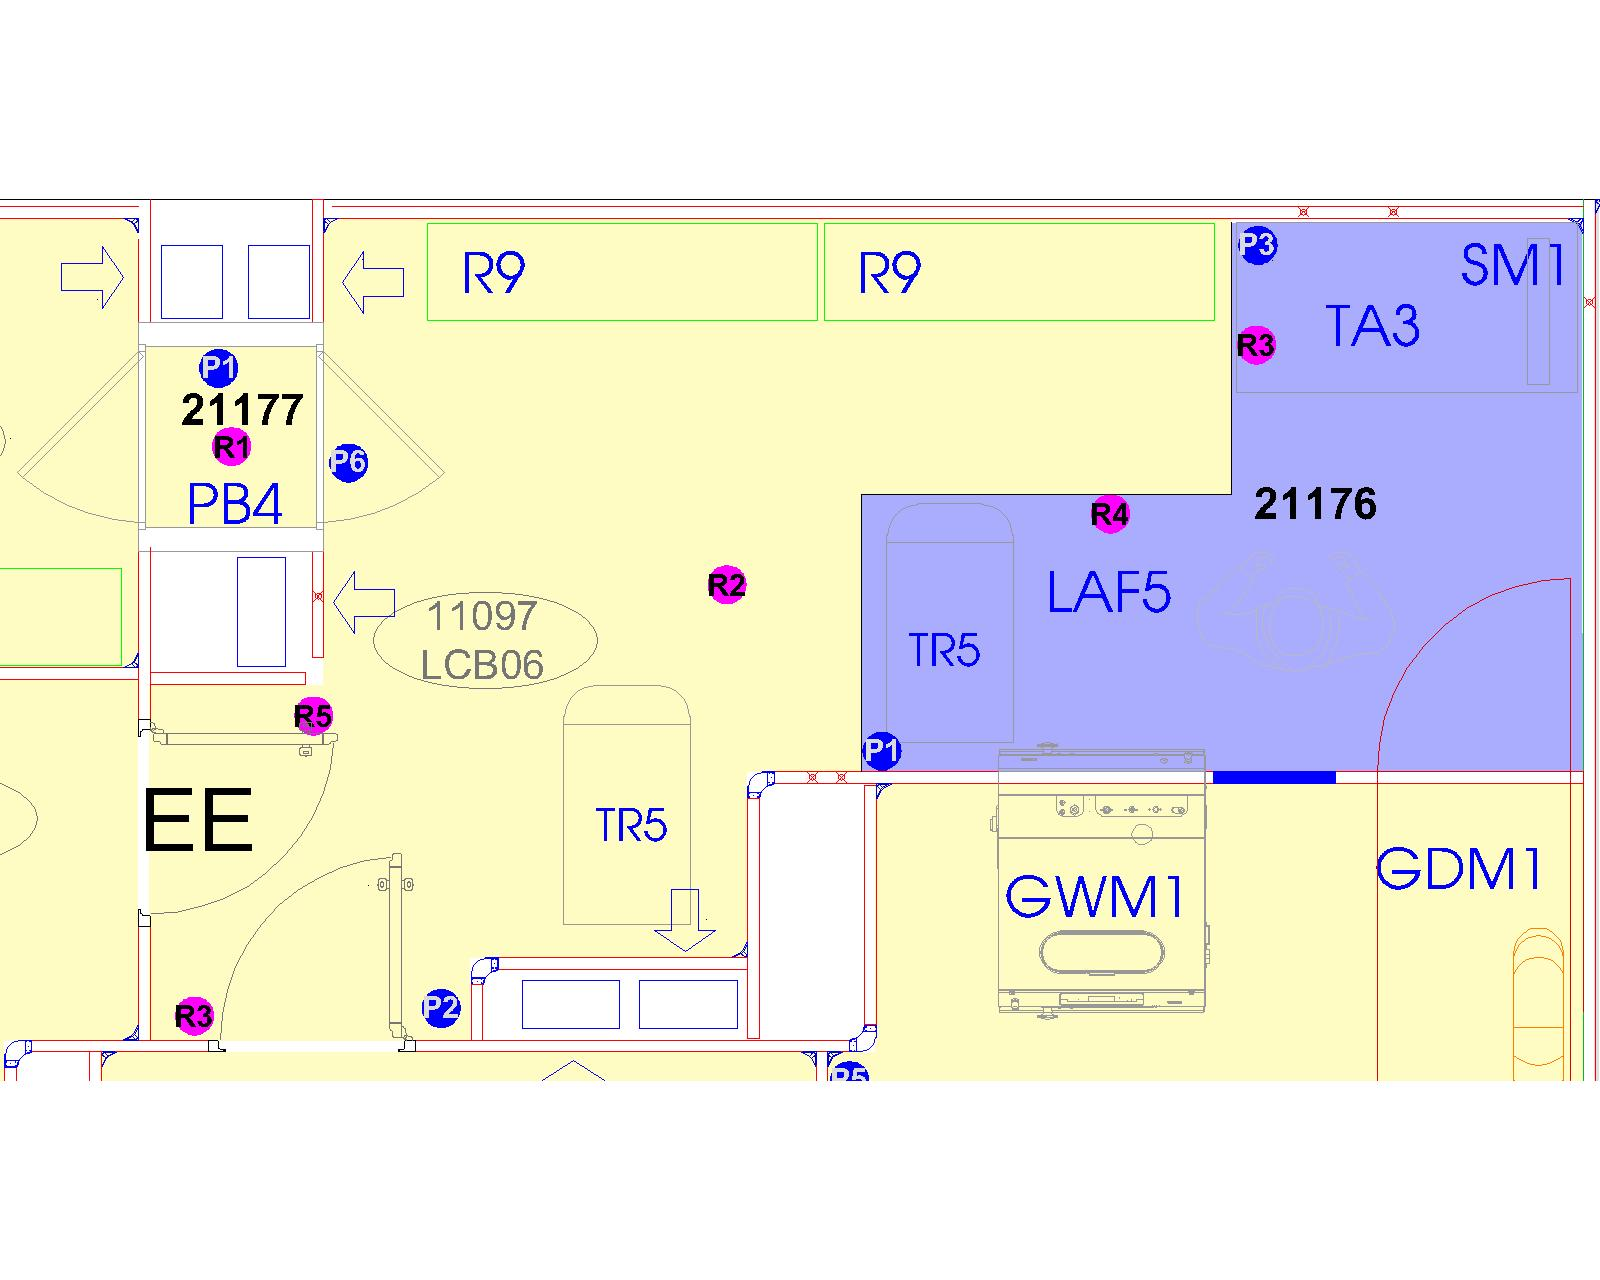 R9
R9
P3
SM1
TA3
R3
P1
21177
R1
PB4
P6
21176
R4
LAF5
R2
11097
LCB06
TR5
R5
P1
EE
TR5
GWM1
GDM1
R3
P2
P5